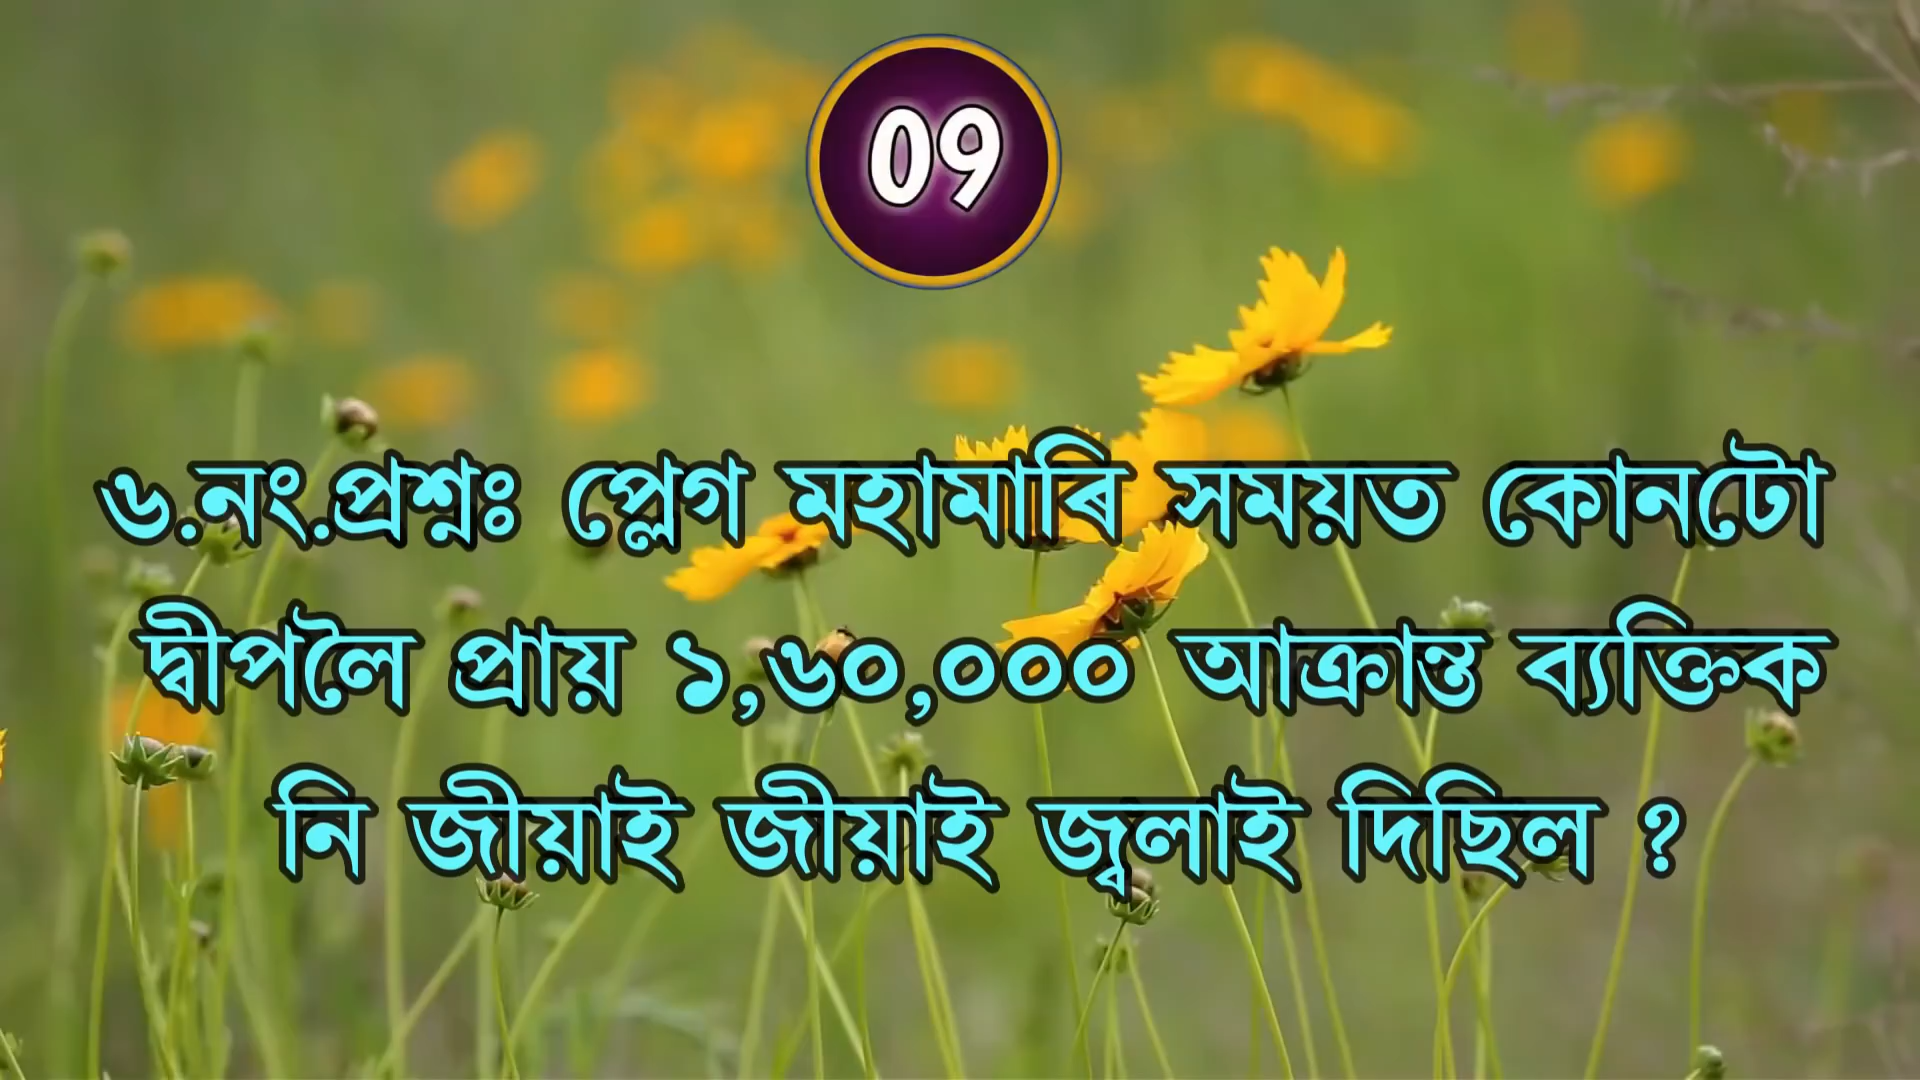 09
৬.নং.প্ৰশ্নঃ প্লেগ মহামাৰি সময়ত কোনটো
দ্বীপলৈ প্ৰায় ১,৬০,০০০ আক্ৰান্ত ব্যক্তিক
নি জীয়াই জীয়াই জ্বলাই দিছিল ?